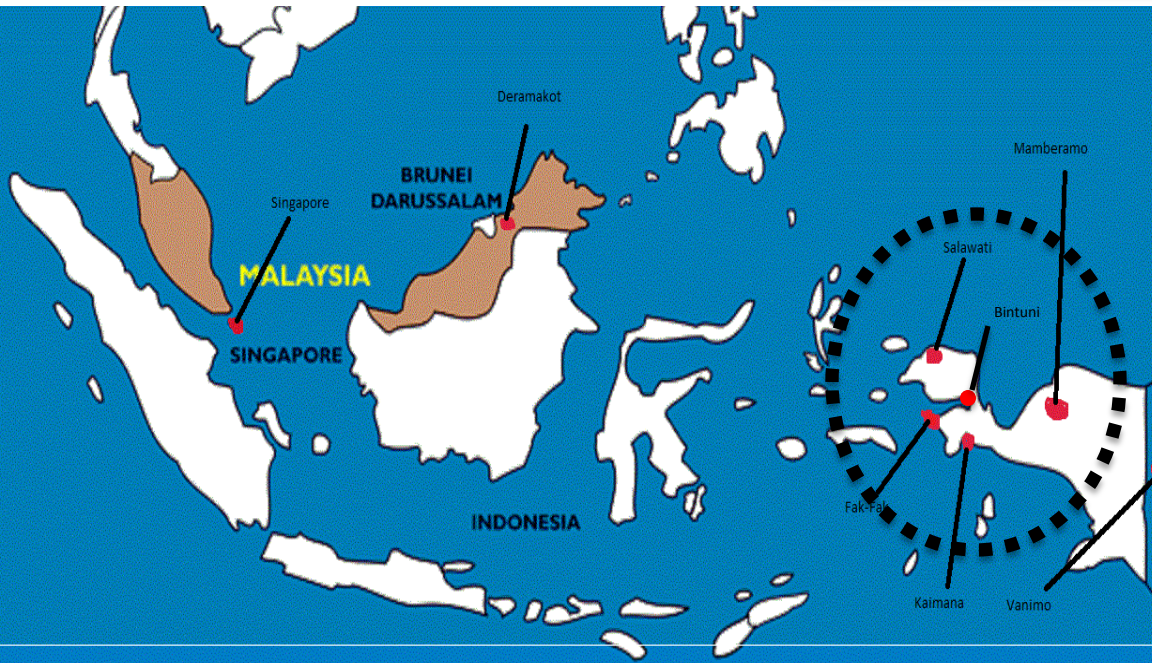 Deramakot
Mamberamo
BRUNEI
DARUSSALAM
Singapore
Salawati
MALAYSIA
Bintuni
SINGAPORE
Fak-Fak
INDONESIA
Kaimana
Vanimo